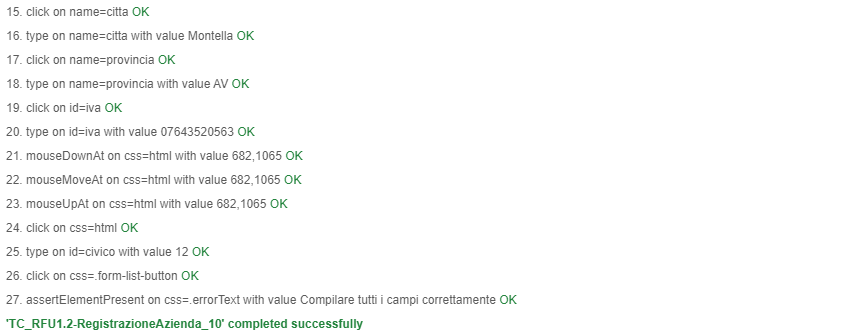 15. click on name=citta OK
16. type on name=citta with value Montella OK
17. click on name=provincia OK
18. type on name=provincia with value AV OK
19. click on id=iva OK
20. type on id=iva with value 07643520563 OK
21. mouseDownAt on css=html with value 682,1065 OK
22. mouseMoveAt on css=html with value 682,1065 OK
23. mouseUpAt on css=html with value 682,1065 OK
24. click on css=html OK
25. type on id=civico with value 12 OK
26. click on css=.form-list-button OK
27. assertElementPresent on css=.errorText with value Compilare tutti i campi correttamente OK
'TC_RFU1.2-RegistrazioneAzienda_10' completed successfully